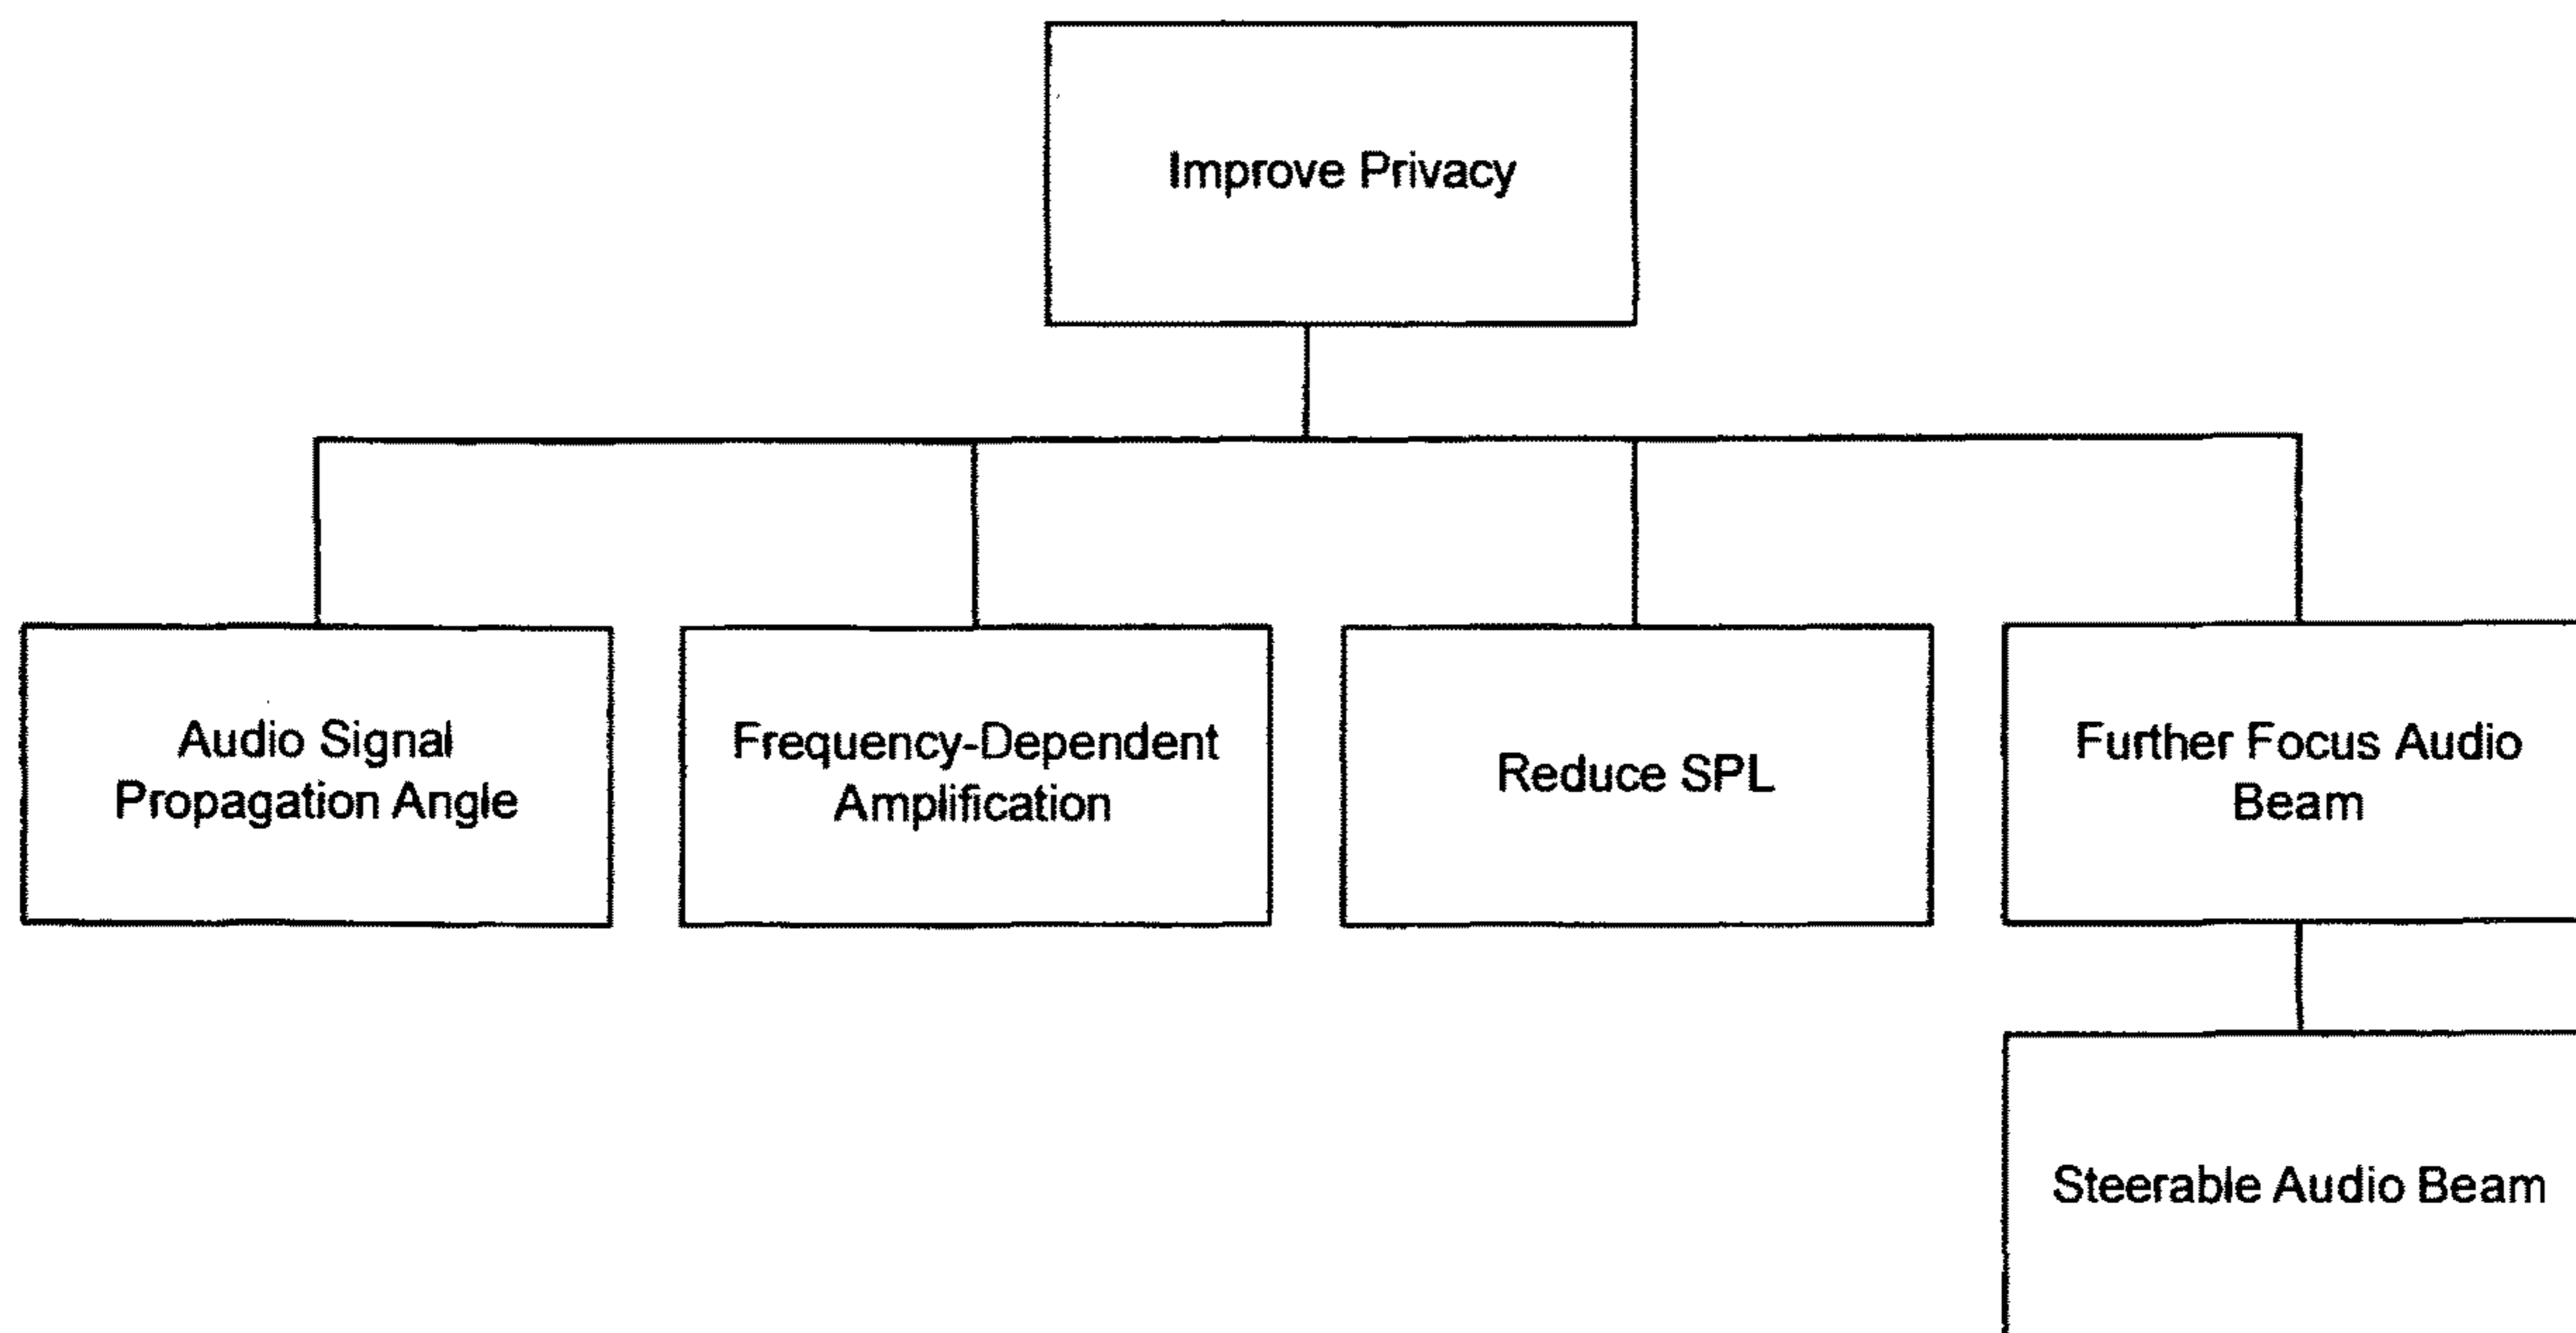 Improve Privacy
Audio Signal
Propagation Angle
Frequency-Dependent
Amplification
Reduce SPL
Further Focus Audio
Beam
Steerable Audio Beam